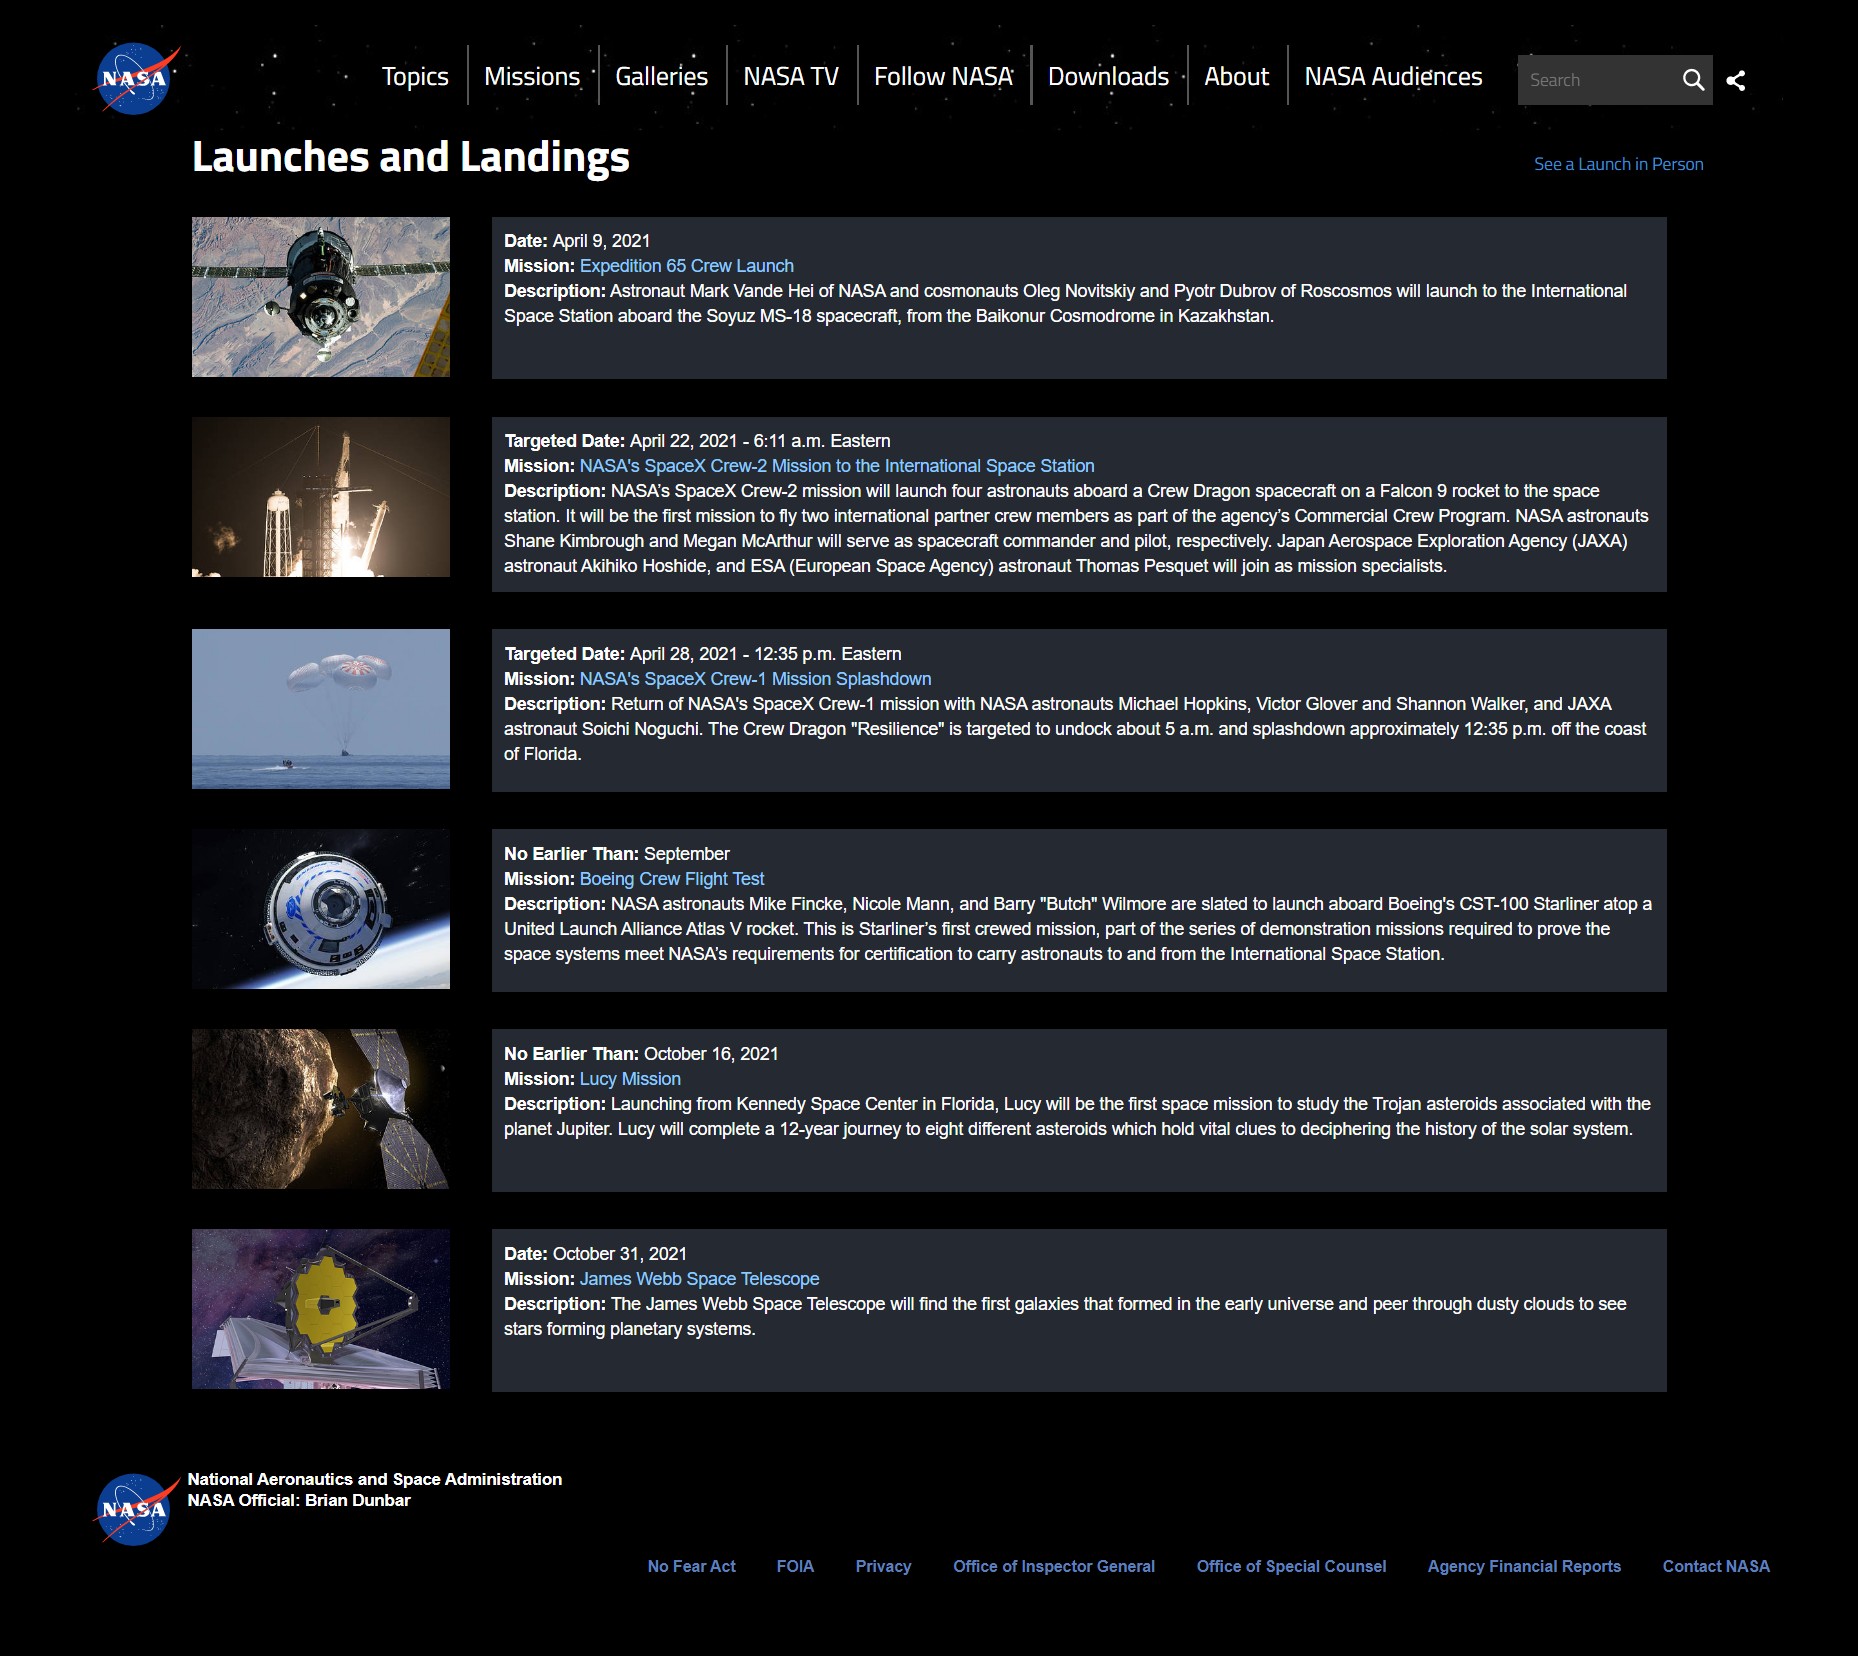 NASA
Topics
Missions
Galleries
NASA TV
Follow NASA
Downloads
About
NASA Audiences
Search
Launches and Landings
See a Launch in Person
Date: April 9, 2021
Mission: Expedition 65 Crew Launch
Description: Astronaut Mark Vande Hei of NASA and cosmonauts Oleg Novitskiy and Pyotr Dubrov of Roscosmos will launch to the International
Space Station aboard the Soyuz MS-18 spacecraft, from the Baikonur Cosmodrome in Kazakhstan.
Targeted Date: April 22, 2021 - 6:11 a.m. Eastern
Mission: NASA's SpaceX Crew-2 Mission to the International Space Station
Description: NASA’s SpaceX Crew-2 mission will launch four astronauts aboard a Crew Dragon spacecraft on a Falcon 9 rocket to the space
station. It will be the first mission to fly two international partner crew members as part of the agency’s Commercial Crew Program. NASA astronauts
Shane Kimbrough and Megan McArthur will serve as spacecraft commander and pilot, respectively. Japan Aerospace Exploration Agency (JAXA)
astronaut Akihiko Hoshide, and ESA (European Space Agency) astronaut Thomas Pesquet will join as mission specialists.
Targeted Date: April 28, 2021 - 12:35 p.m. Eastern
Mission: NASA's SpaceX Crew-1 Mission Splashdown
Description: Return of NASA's SpaceX Crew-1 mission with NASA astronauts Michael Hopkins, Victor Glover and Shannon Walker, and JAXA
astronaut Soichi Noguchi. The Crew Dragon "Resilience" is targeted to undock about 5 a.m. and splashdown approximately 12:35 p.m. off the coast
of Florida.
No Earlier Than: September
Mission: Boeing Crew Flight Test
Description: NASA astronauts Mike Fincke, Nicole Mann, and Barry "Butch" Wilmore are slated to launch aboard Boeing's CST-100 Starliner atop a
United Launch Alliance Atlas V rocket. This is Starliner’s first crewed mission, part of the series of demonstration missions required to prove the
space systems meet NASA’s requirements for certification to carry astronauts to and from the International Space Station.
No Earlier Than: October 16, 2021
Mission: Lucy Mission
Description: Launching from Kennedy Space Center in Florida, Lucy will be the first space mission to study the Trojan asteroids associated with the
planet Jupiter. Lucy will complete a 12-year journey to eight different asteroids which hold vital clues to deciphering the history of the solar system.
Date: October 31, 2021
Mission: James Webb Space Telescope
Description: The James Webb Space Telescope will find the first galaxies that formed in the early universe and peer through dusty clouds to see
stars forming planetary systems.
NASA
National Aeronautics and Space Administration
NASA Official: Brian Dunbar
No Fear Act
FOIA
Privacy
Office of Inspector General
Office of Special Counsel
Agency Financial Reports
Contact NASA